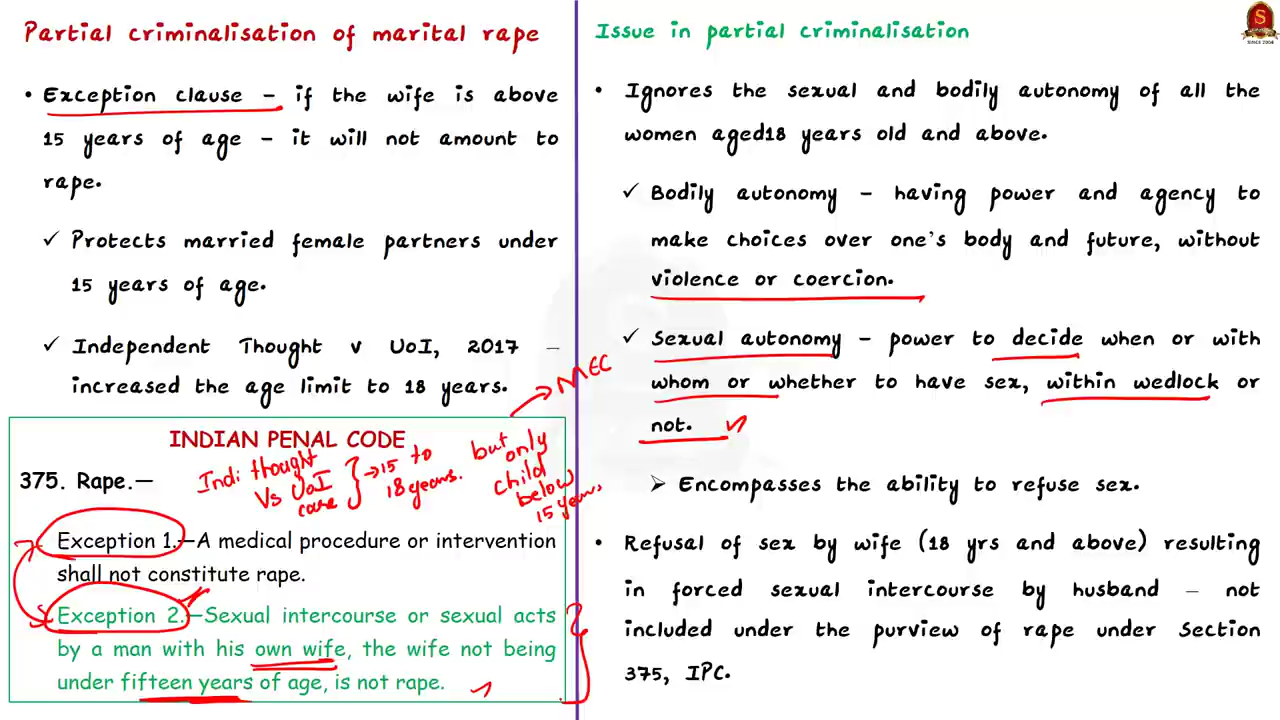 Partial criminalisation of marital rape
• Exception clause – if the wife is above
15 years of age – it will not amount to
rape.
✓ Protects married female partners under
15 years of age.
✓ Independent Thought v UoI, 2017 –
increased the age limit to 18 years.
MEC
INDIAN PENAL CODE
375. Rape.—
Indi thought
Vs UoI
case
→15 to
18 years.
but only
child
below
15 years.
Exception 1.—A medical procedure or intervention
shall not constitute rape.
Exception 2.—Sexual intercourse or sexual acts
by a man with his own wife, the wife not being
under fifteen years of age, is not rape.
Issue in partial criminalisation
• Ignores the sexual and bodily autonomy of all the
women aged18 years old and above.
✓ Bodily autonomy – having power and agency to
make choices over one's body and future, without
violence or coercion.
✓ Sexual autonomy – power to decide when or with
whom or whether to have sex, within wedlock or
not.
➤ Encompasses the ability to refuse sex.
• Refusal of sex by wife (18 yrs and above) resulting
in forced sexual intercourse by husband – not
included under the purview of rape under Section
375, IPC.
S
SINCE 2004